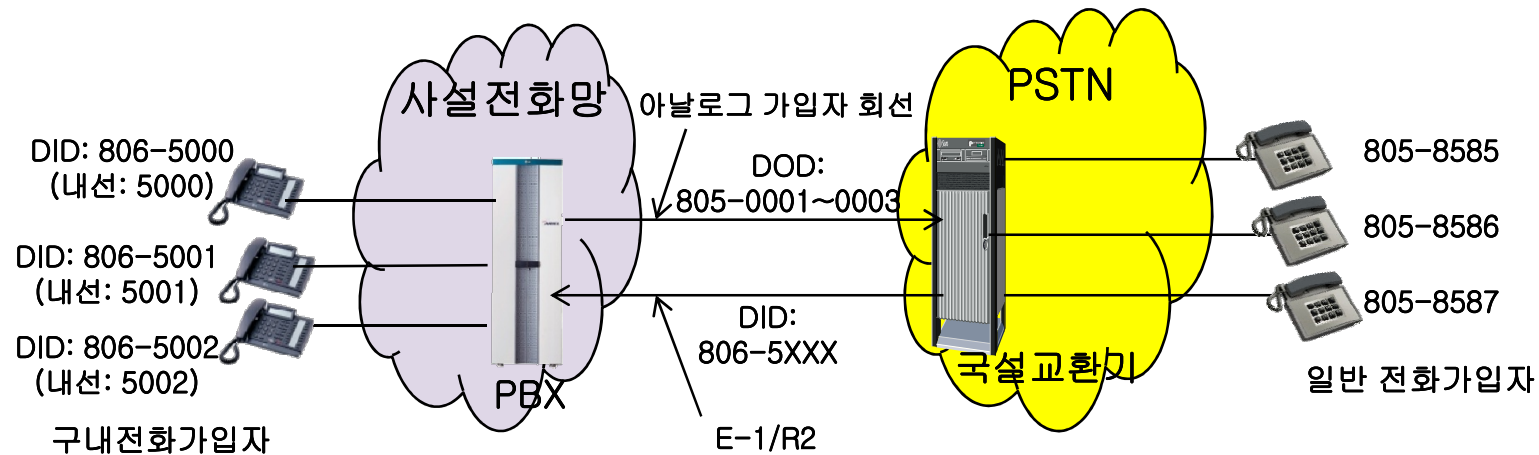 사설전화망
PSTN
아날로그 가입자 회선
DID: 806-5000
(내선: 5000)
DOD:
805-0001~0003
805-8585
DID: 806-5001
(내선: 5001)
805-8586
DID: 806-5002
(내선: 5002)
DID:
806-5XXX
805-8587
PBX
국설교환기
일반 전화가입자
구내전화가입자
E-1/R2